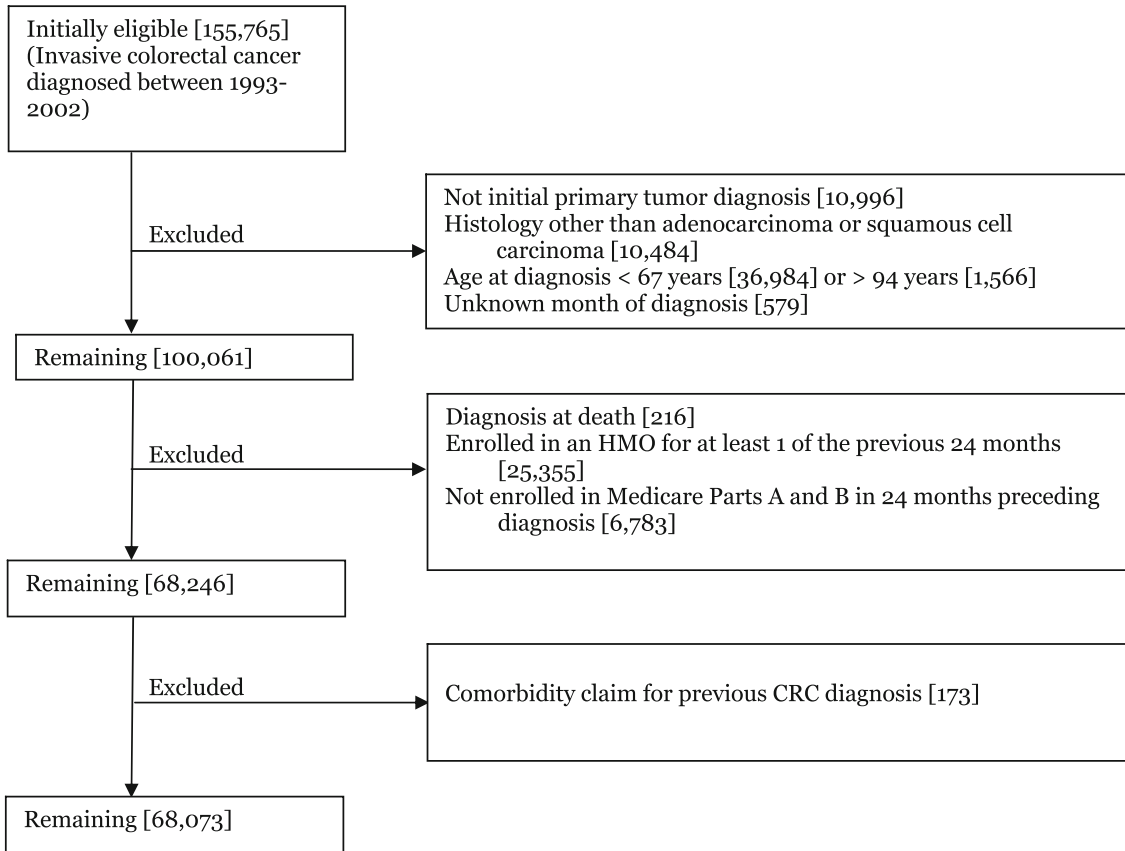 Initially eligible [155,765]
(Invasive colorectal cancer
diagnosed between 1993-
2002)
Excluded
Not initial primary tumor diagnosis [10,996]
Histology other than adenocarcinoma or squamous cell
carcinoma [10,484]
Age at diagnosis < 67 years [36,984] or > 94 years [1,566]
Unknown month of diagnosis [579]
Remaining [100,061]
Excluded
Diagnosis at death [216]
Enrolled in an HMO for at least 1 of the previous 24 months
[25,355]
Not enrolled in Medicare Parts A and B in 24 months preceding
diagnosis [6,783]
Remaining [68,246]
Excluded
Comorbidity claim for previous CRC diagnosis [173]
Remaining [68,073]